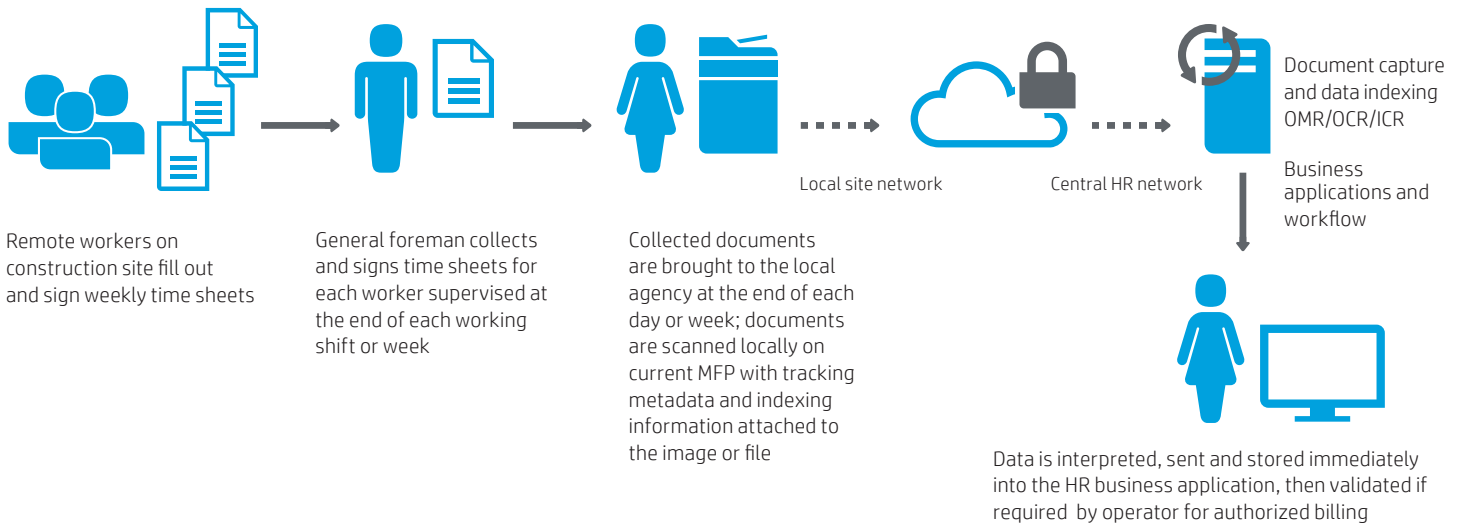 Remote workers on
construction site fill out
and sign weekly time sheets
General foreman collects
and signs time sheets for
each worker supervised at
the end of each working
shift or week
Collected documents
are brought to the local
agency at the end of each
day or week; documents
are scanned locally on
current MFP with tracking
metadata and indexing
information attached to
the image or file
Local site network
Central HR network
Document capture
and data indexing
OMR/OCR/ICR
Business
applications and
workflow
Data is interpreted, sent and stored immediately
into the HR business application, then validated if
required by operator for authorized billing